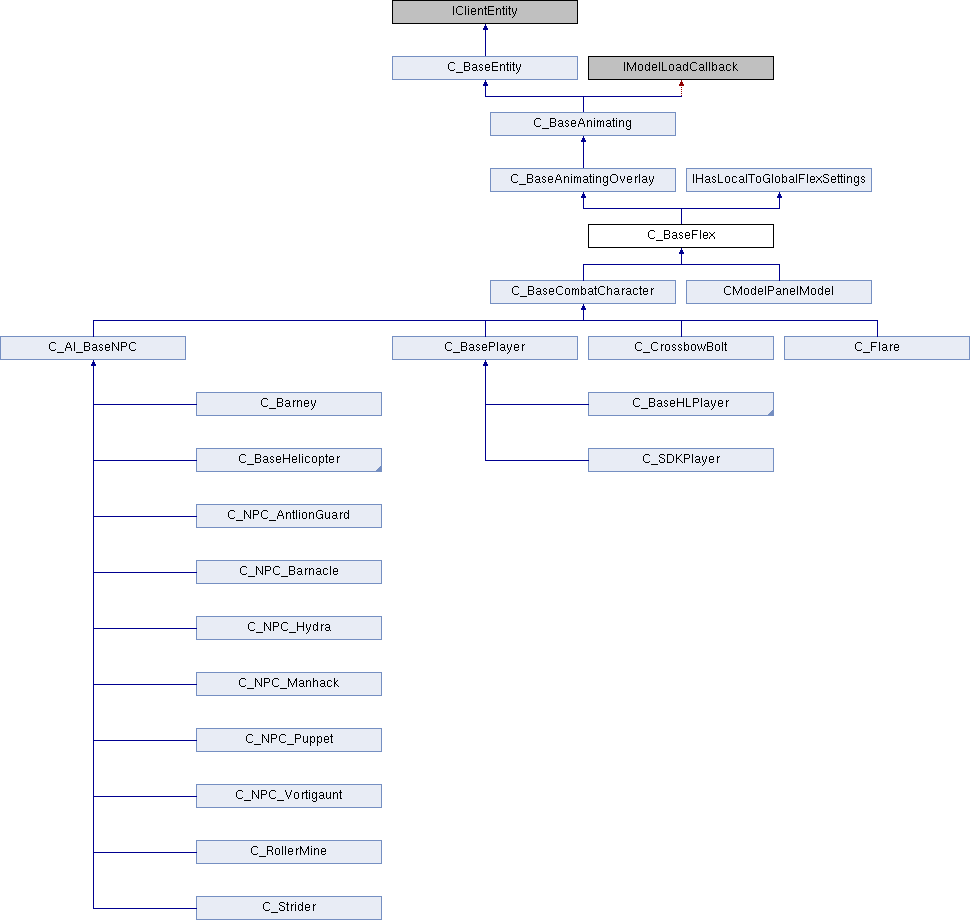 IClientEntity
C_BaseEntity
IModelLoadCallback
C_BaseAnimating
C_BaseAnimatingOverlay
IHasLocalToGlobalFlexSettings
C_BaseFlex
C_BaseCombatCharacter
CModelPanelModel
C_AI_BaseNPC
C_BasePlayer
C_CrossbowBolt
C_Flare
C_Barney
C_BaseHLPlayer
C_BaseHelicopter
C_SDKPlayer
C_NPC_AntlionGuard
C_NPC_Barnacle
C_NPC_Hydra
C_NPC_Manhack
C_NPC_Puppet
C_NPC_Vortigaunt
C_RollerMine
C_Strider